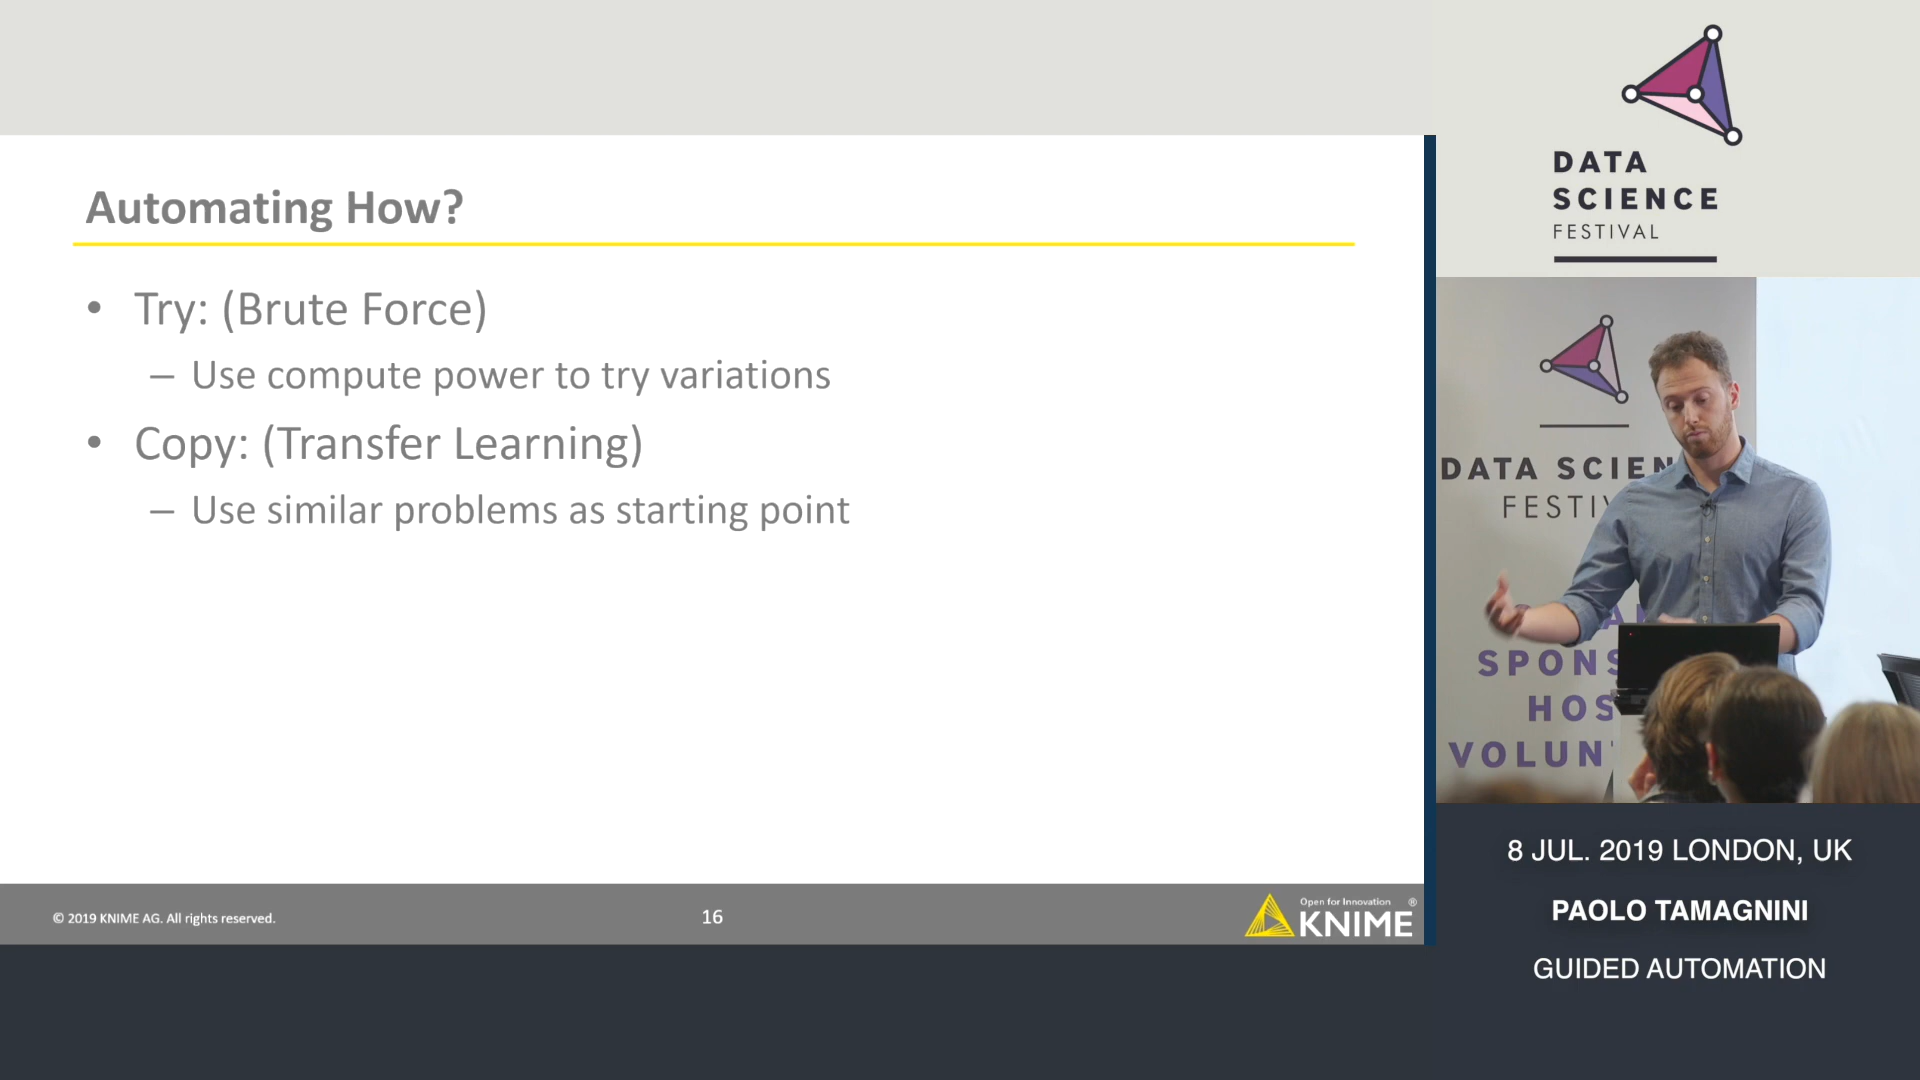 Automating How?
• Try: (Brute Force)
– Use compute power to try variations
• Copy: (Transfer Learning)
– Use similar problems as starting point
© 2019 KNIME AG. All rights reserved.
16
Open for Innovation ®
KNIME
DATA
SCIENCE
FESTIVAL
DATA SCIEN
FESTIV
SPONS
HOS
VOLUN
8 JUL. 2019 LONDON, UK
PAOLO TAMAGNINI
GUIDED AUTOMATION